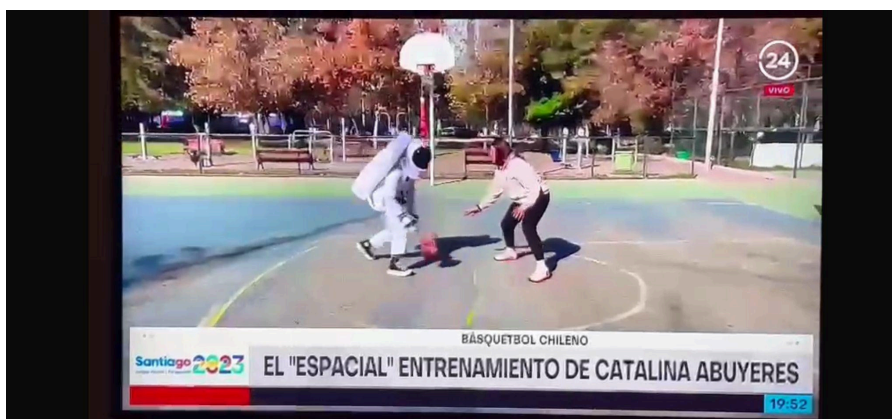 24
VIVO
BÁSQUETBOL CHILENO
Santiago 2023
EL "ESPACIAL" ENTRENAMIENTO DE CATALINA ABUYERES
19:52